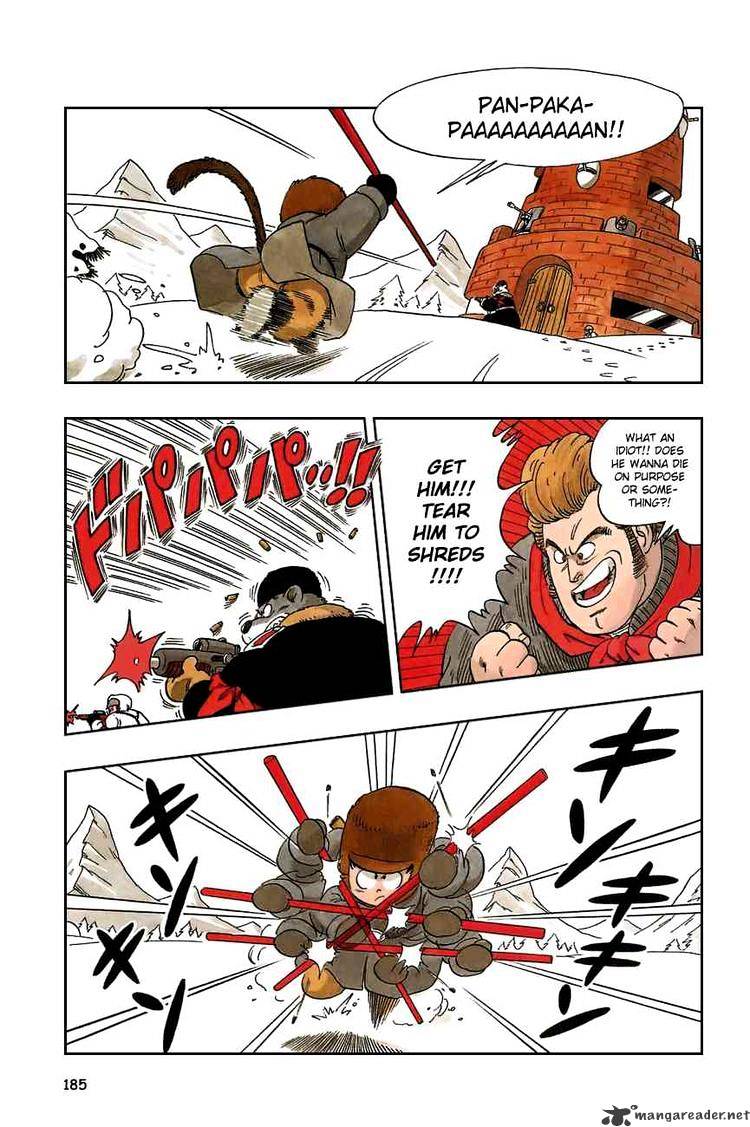 PAN-PAKA-
PAAAAAAAAAAN!!
WHAT AN
IDIOT!! DOES
HE WANNA DIE
ON PURPOSE
OR SOME-
THING?!
GET
HIM!!!
TEAR
HIM TO
SHREDS
!!!!
ドパパパパ・・!!
キンキン
キンキン
185
mangareader.net